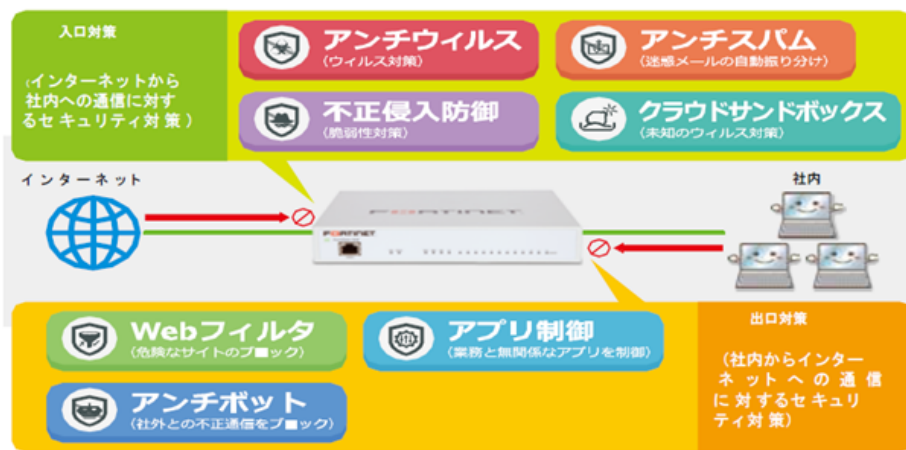 入口対策
(インターネットから
社内への通信に対す
るセキュリティ対策)
アンチウィルス
(ウィルス対策)
アンチスパム
(迷惑メールの自動振り分け)
不正侵入防御
(脆弱性対策)
クラウドサンドボックス
(未知のウィルス対策)
インターネット
社内
FORTINET
FORTINET
Webフィルタ
(危険なサイトのブ■ック)
アプリ制御
(業務と無関係なアプリを制御)
アンチボット
(社外との不正通信をブ■ック)
出口対策
(社内からインター
ネットへの通信
に対するセキュリ
ティ対策)